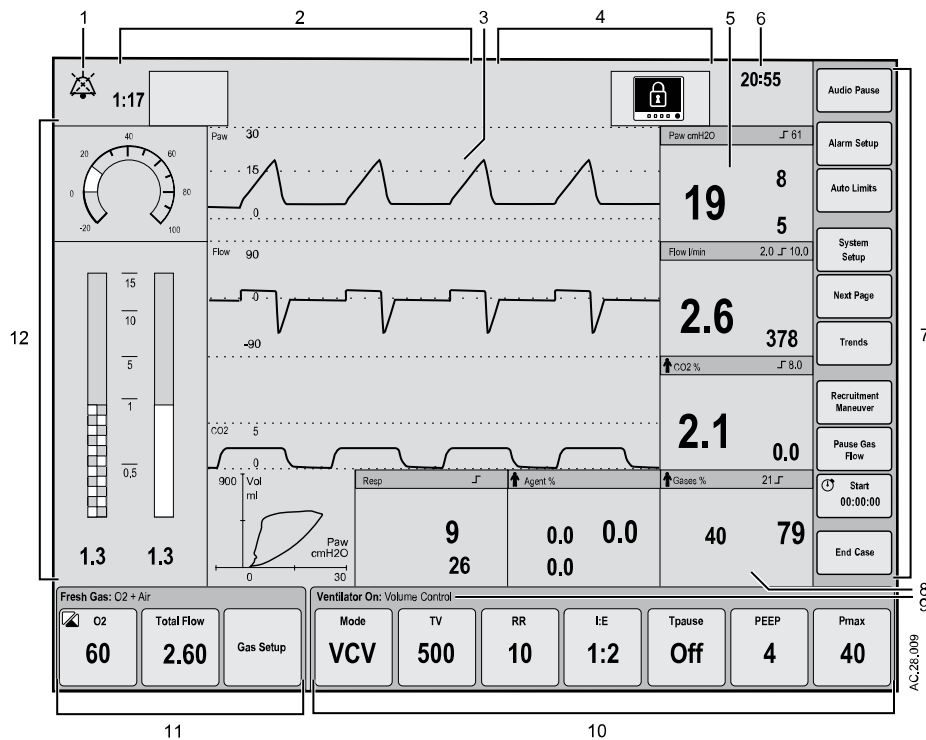 1 2 3 4 5 6
1:17
20:55
Audio Pause
Alarm Setup
Auto Limits
System
Setup
Next Page
Trends
Recruitment
Maneuver
Pause Gas
Flow
Start
00:00:00
End Case
7
-20 0 20 40 60 80 100
Paw 30
15
0
Paw cmH2O 61
19 8
5
Flow 90
0
-90
Flow l/min 2.0 10.0
2.6 378
CO2 5
0
CO2 % 8.0
2.1 0.0
12
15
10
5
1
0,5
1.3 1.3
900 Vol
ml
Paw
cmH2O
0 30
Resp
9
26
Agent %
0.0 0.0
0.0
Gases % 21
40 79
8
9
Fresh Gas: O2 + Air
O2
60
Total Flow
2.60
Gas Setup
Ventilator On: Volume Control
Mode
VCV
TV
500
RR
10
I:E
1:2
Tpause
Off
PEEP
4
Pmax
40
11
10
AC.28.009